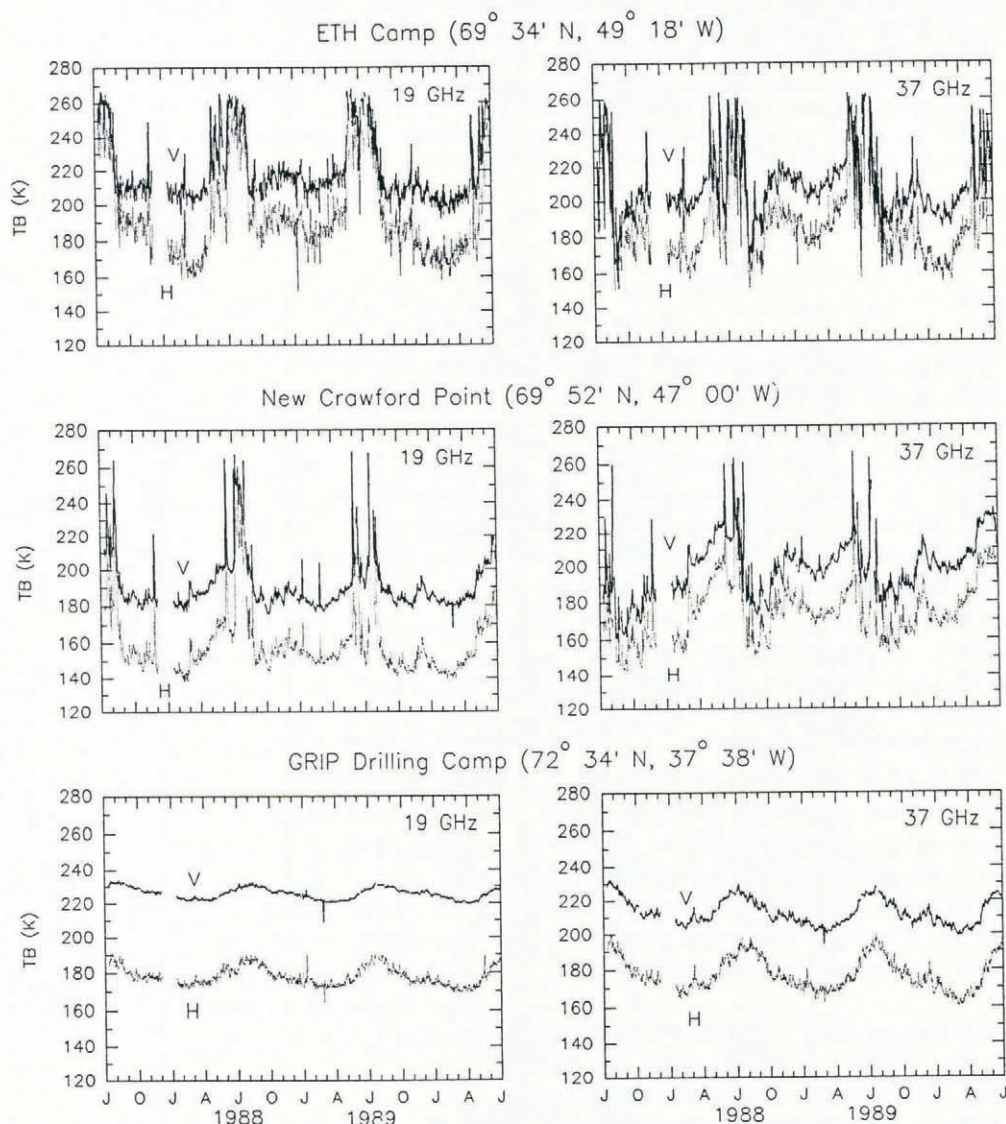 ETH Camp (69° 34' N, 49° 18' W)
280
260
240
220
200
180
160
140
120
TB (K)
19 GHz
V
H
280
260
240
220
200
180
160
140
120
37 GHz
V
H
New Crawford Point (69° 52' N, 47° 00' W)
280
260
240
220
200
180
160
140
120
TB (K)
19 GHz
V
H
280
260
240
220
200
180
160
140
120
37 GHz
V
H
GRIP Drilling Camp (72° 34' N, 37° 38' W)
280
260
240
220
200
180
160
140
120
TB (K)
19 GHz
V
H
280
260
240
220
200
180
160
140
120
37 GHz
V
H
J O J A J O J A J O J A J
1988 1989
J O J A J O J A J O J A J
1988 1989